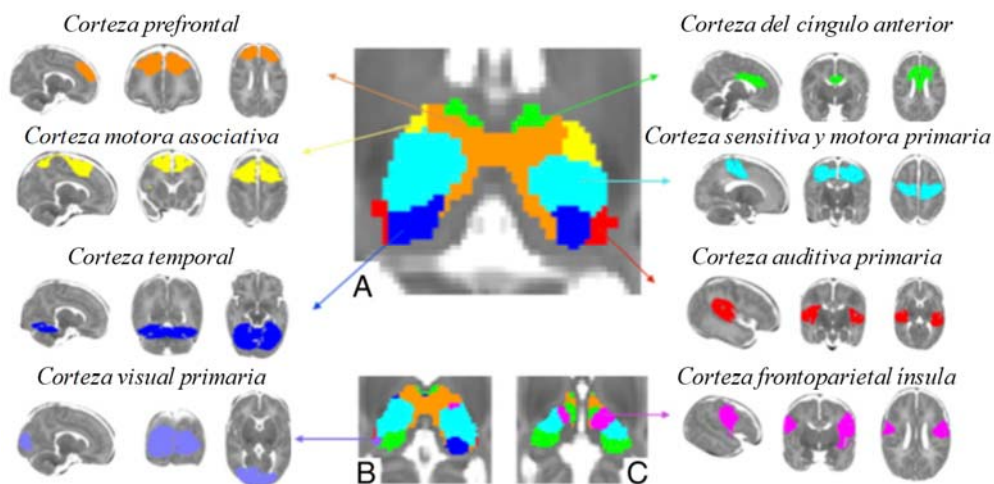 Corteza prefrontal
Corteza del cíngulo anterior
Corteza motora asociativa
Corteza sensitiva y motora primaria
Corteza temporal
A
Corteza auditiva primaria
Corteza visual primaria
Corteza frontoparietal ínsula
B
C